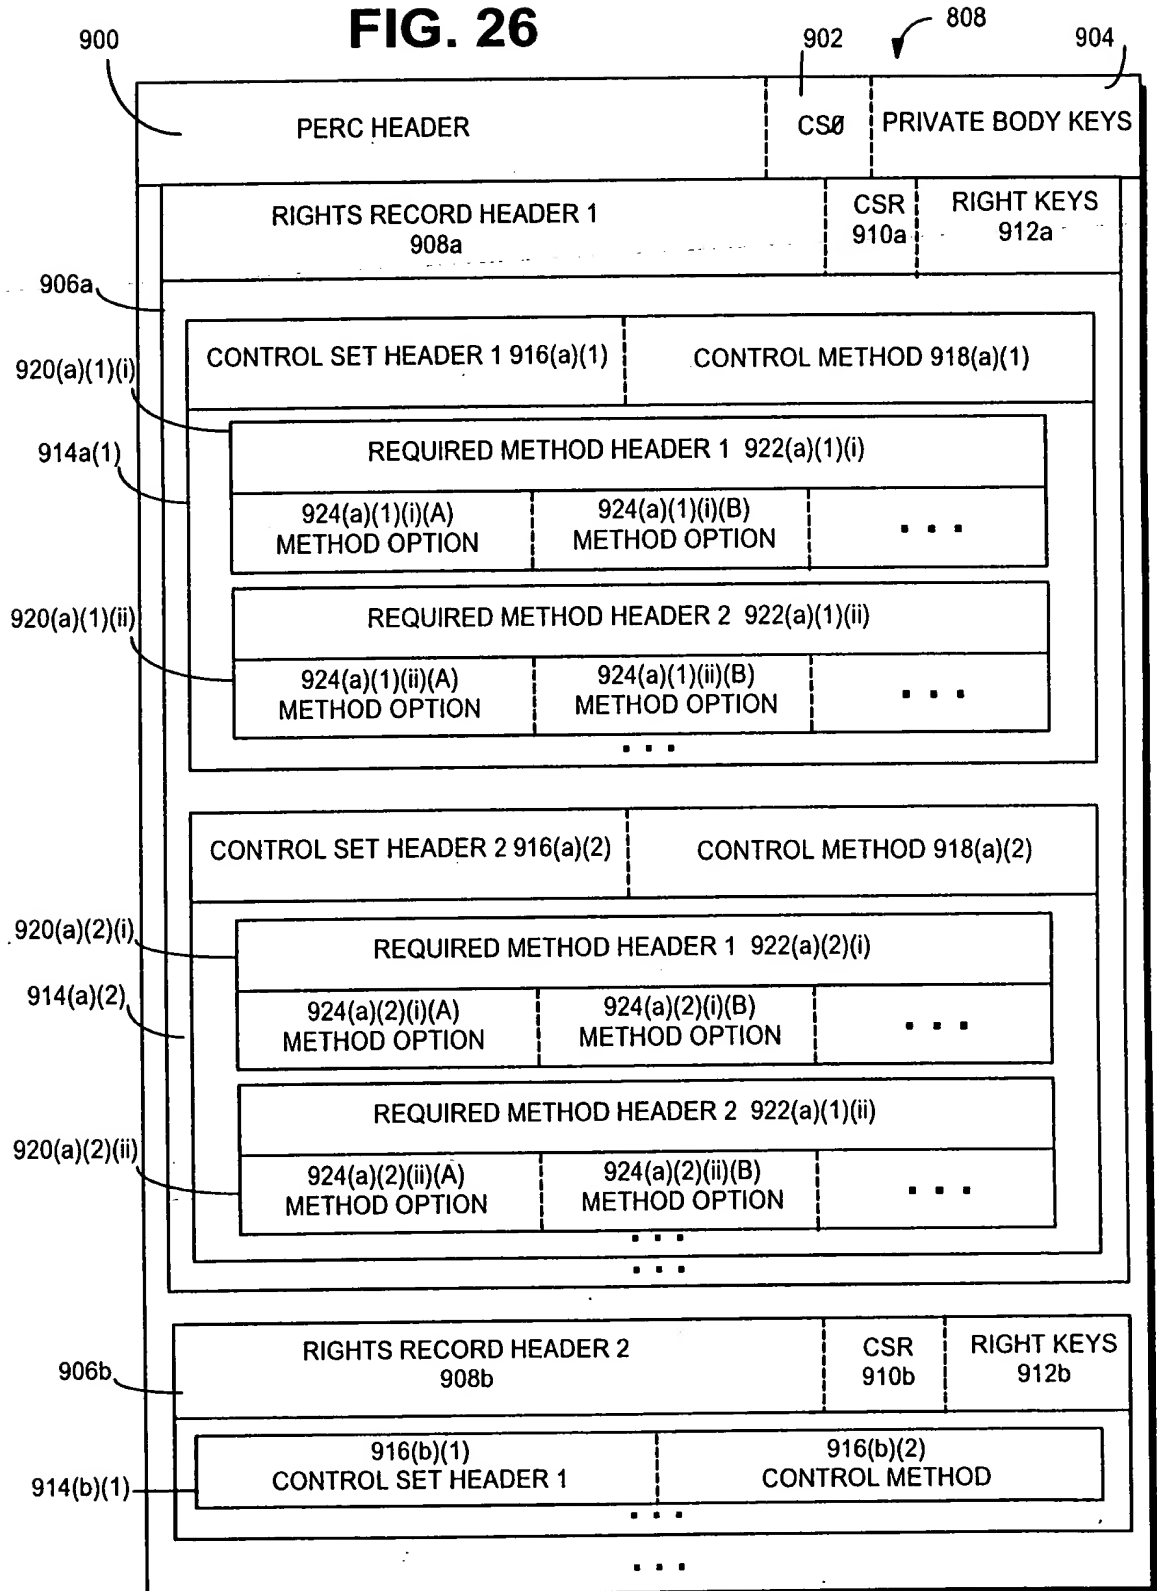 FIG. 26
900
902
808
904
PERC HEADER
CSØ
PRIVATE BODY KEYS
RIGHTS RECORD HEADER 1
908a
CSR
910a
RIGHT KEYS
912a
906a
CONTROL SET HEADER 1 916(a)(1)
CONTROL METHOD 918(a)(1)
920(a)(1)(i)
914a(1)
REQUIRED METHOD HEADER 1 922(a)(1)(i)
924(a)(1)(i)(A)
METHOD OPTION
924(a)(1)(i)(B)
METHOD OPTION
...
920(a)(1)(ii)
REQUIRED METHOD HEADER 2 922(a)(1)(ii)
924(a)(1)(ii)(A)
METHOD OPTION
924(a)(1)(ii)(B)
METHOD OPTION
...
...
CONTROL SET HEADER 2 916(a)(2)
CONTROL METHOD 918(a)(2)
920(a)(2)(i)
914(a)(2)
REQUIRED METHOD HEADER 1 922(a)(2)(i)
924(a)(2)(i)(A)
METHOD OPTION
924(a)(2)(i)(B)
METHOD OPTION
...
920(a)(2)(ii)
REQUIRED METHOD HEADER 2 922(a)(1)(ii)
924(a)(2)(ii)(A)
METHOD OPTION
924(a)(2)(ii)(B)
METHOD OPTION
...
...
...
906b
RIGHTS RECORD HEADER 2
908b
CSR
910b
RIGHT KEYS
912b
914(b)(1)
916(b)(1)
CONTROL SET HEADER 1
916(b)(2)
CONTROL METHOD
...
...